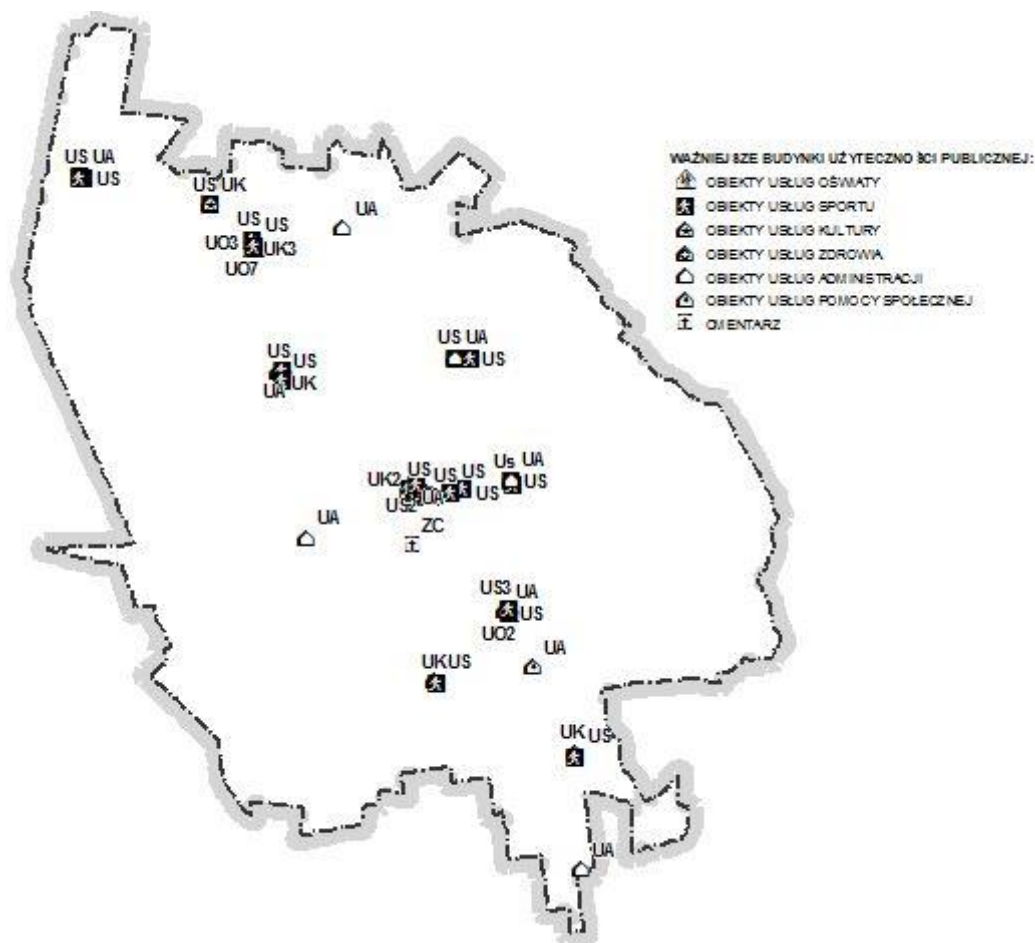 WAŻNIEJSZE BUDYNKI UŻYTECZNOŚCI PUBLICZNEJ:
OBIEKTY USŁUG OŚWIATY
OBIEKTY USŁUG SPORTU
OBIEKTY USŁUG KULTURY
OBIEKTY USŁUG ZDROWIA
OBIEKTY USŁUG ADMINISTRACJI
OBIEKTY USŁUG POMOCY SPOŁECZNEJ
CMENTARZ
US UA
US
US UK
UA
US US
UO3 UK3
UO7
US UA
US
US
US
UK
UA
Us UA
US
UK2 US US US
US2 UA US
UA
ZC
US3 UA
US
UO2
UA
UK US
UK US
UA